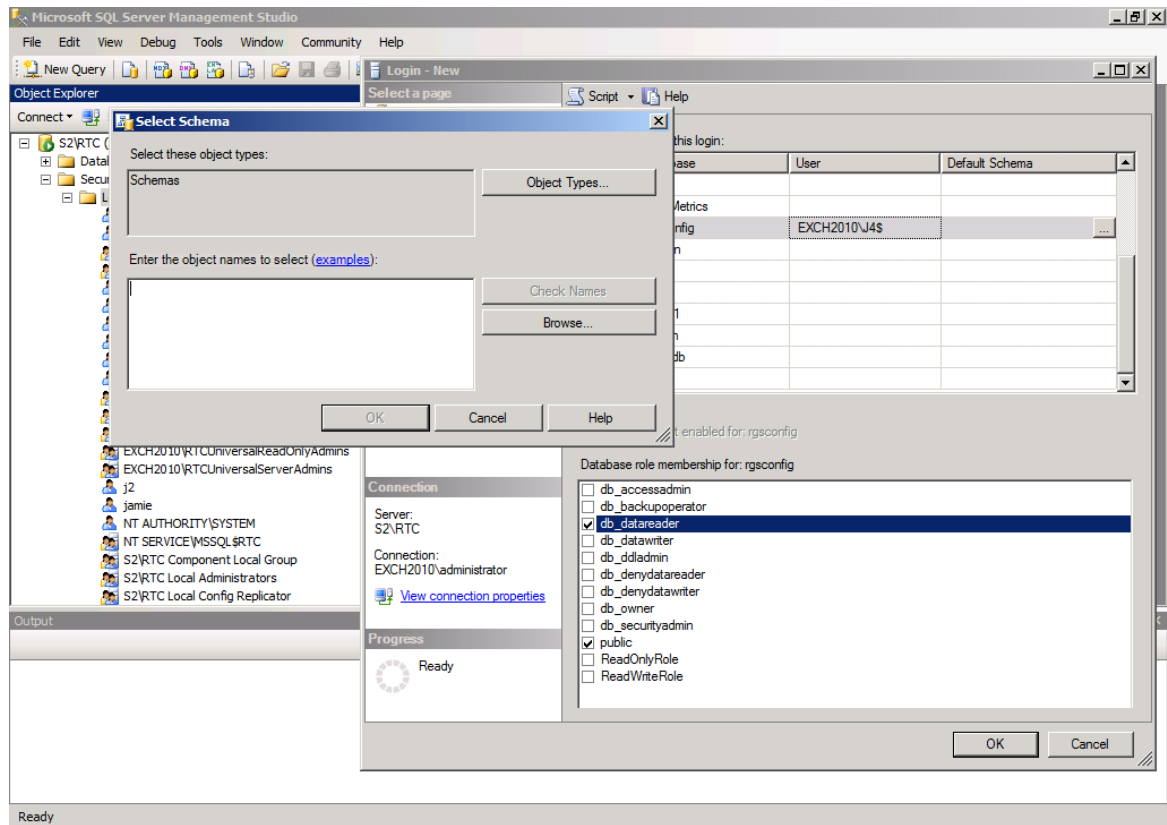 Microsoft SQL Server Management Studio
File Edit View Debug Tools Window Community Help
New Query
Object Explorer
Connect
S2\RTC (
Datal
Secur
L
EXCH2010\RTCUniversalReadOnlyAdmins
EXCH2010\RTCUniversalServerAdmins
j2
jamie
NT AUTHORITY\SYSTEM
NT SERVICE\MSSQL$RTC
S2\RTC Component Local Group
S2\RTC Local Administrators
S2\RTC Local Config Replicator
Output
Select Schema
Select these object types:
Schemas
Object Types...
Enter the object names to select (examples):
Check Names
Browse...
OK Cancel Help
Login - New
Select a page
Script Help
this login:
User Default Schema
Metrics
nfig EXCH2010\J4$ ...
n
1
n
db
t enabled for: rgsconfig
Database role membership for: rgsconfig
db_accessadmin
db_backupoperator
db_datareader
db_datawriter
db_ddladmin
db_denydatareader
db_denydatawriter
db_owner
db_securityadmin
public
ReadOnlyRole
ReadWriteRole
Connection
Server:
S2\RTC
Connection:
EXCH2010\administrator
View connection properties
Progress
Ready
OK Cancel
Ready